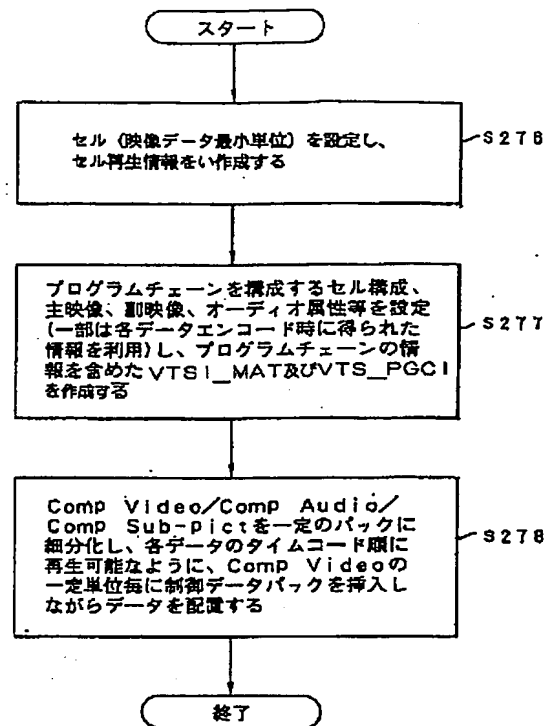 スタート
セル(映像データ最小単位)を設定し、
セル再生情報をい作成する
S276
プログラムチェーンを構成するセル構成、
主映像、副映像、オーディオ属性等を設定
(一部は各データエンコード時に得られた
情報を利用)し、プログラムチェーンの情
報を含めたVTSI_MAT及びVTS_PGCI
を作成する
S277
Comp Video/Comp Audio/
Comp Sub-pictを一定のパックに
細分化し、各データのタイムコード順に
再生可能なように、Comp Videoの
一定単位毎に制御データパックを挿入し
ながらデータを配置する
S278
終了